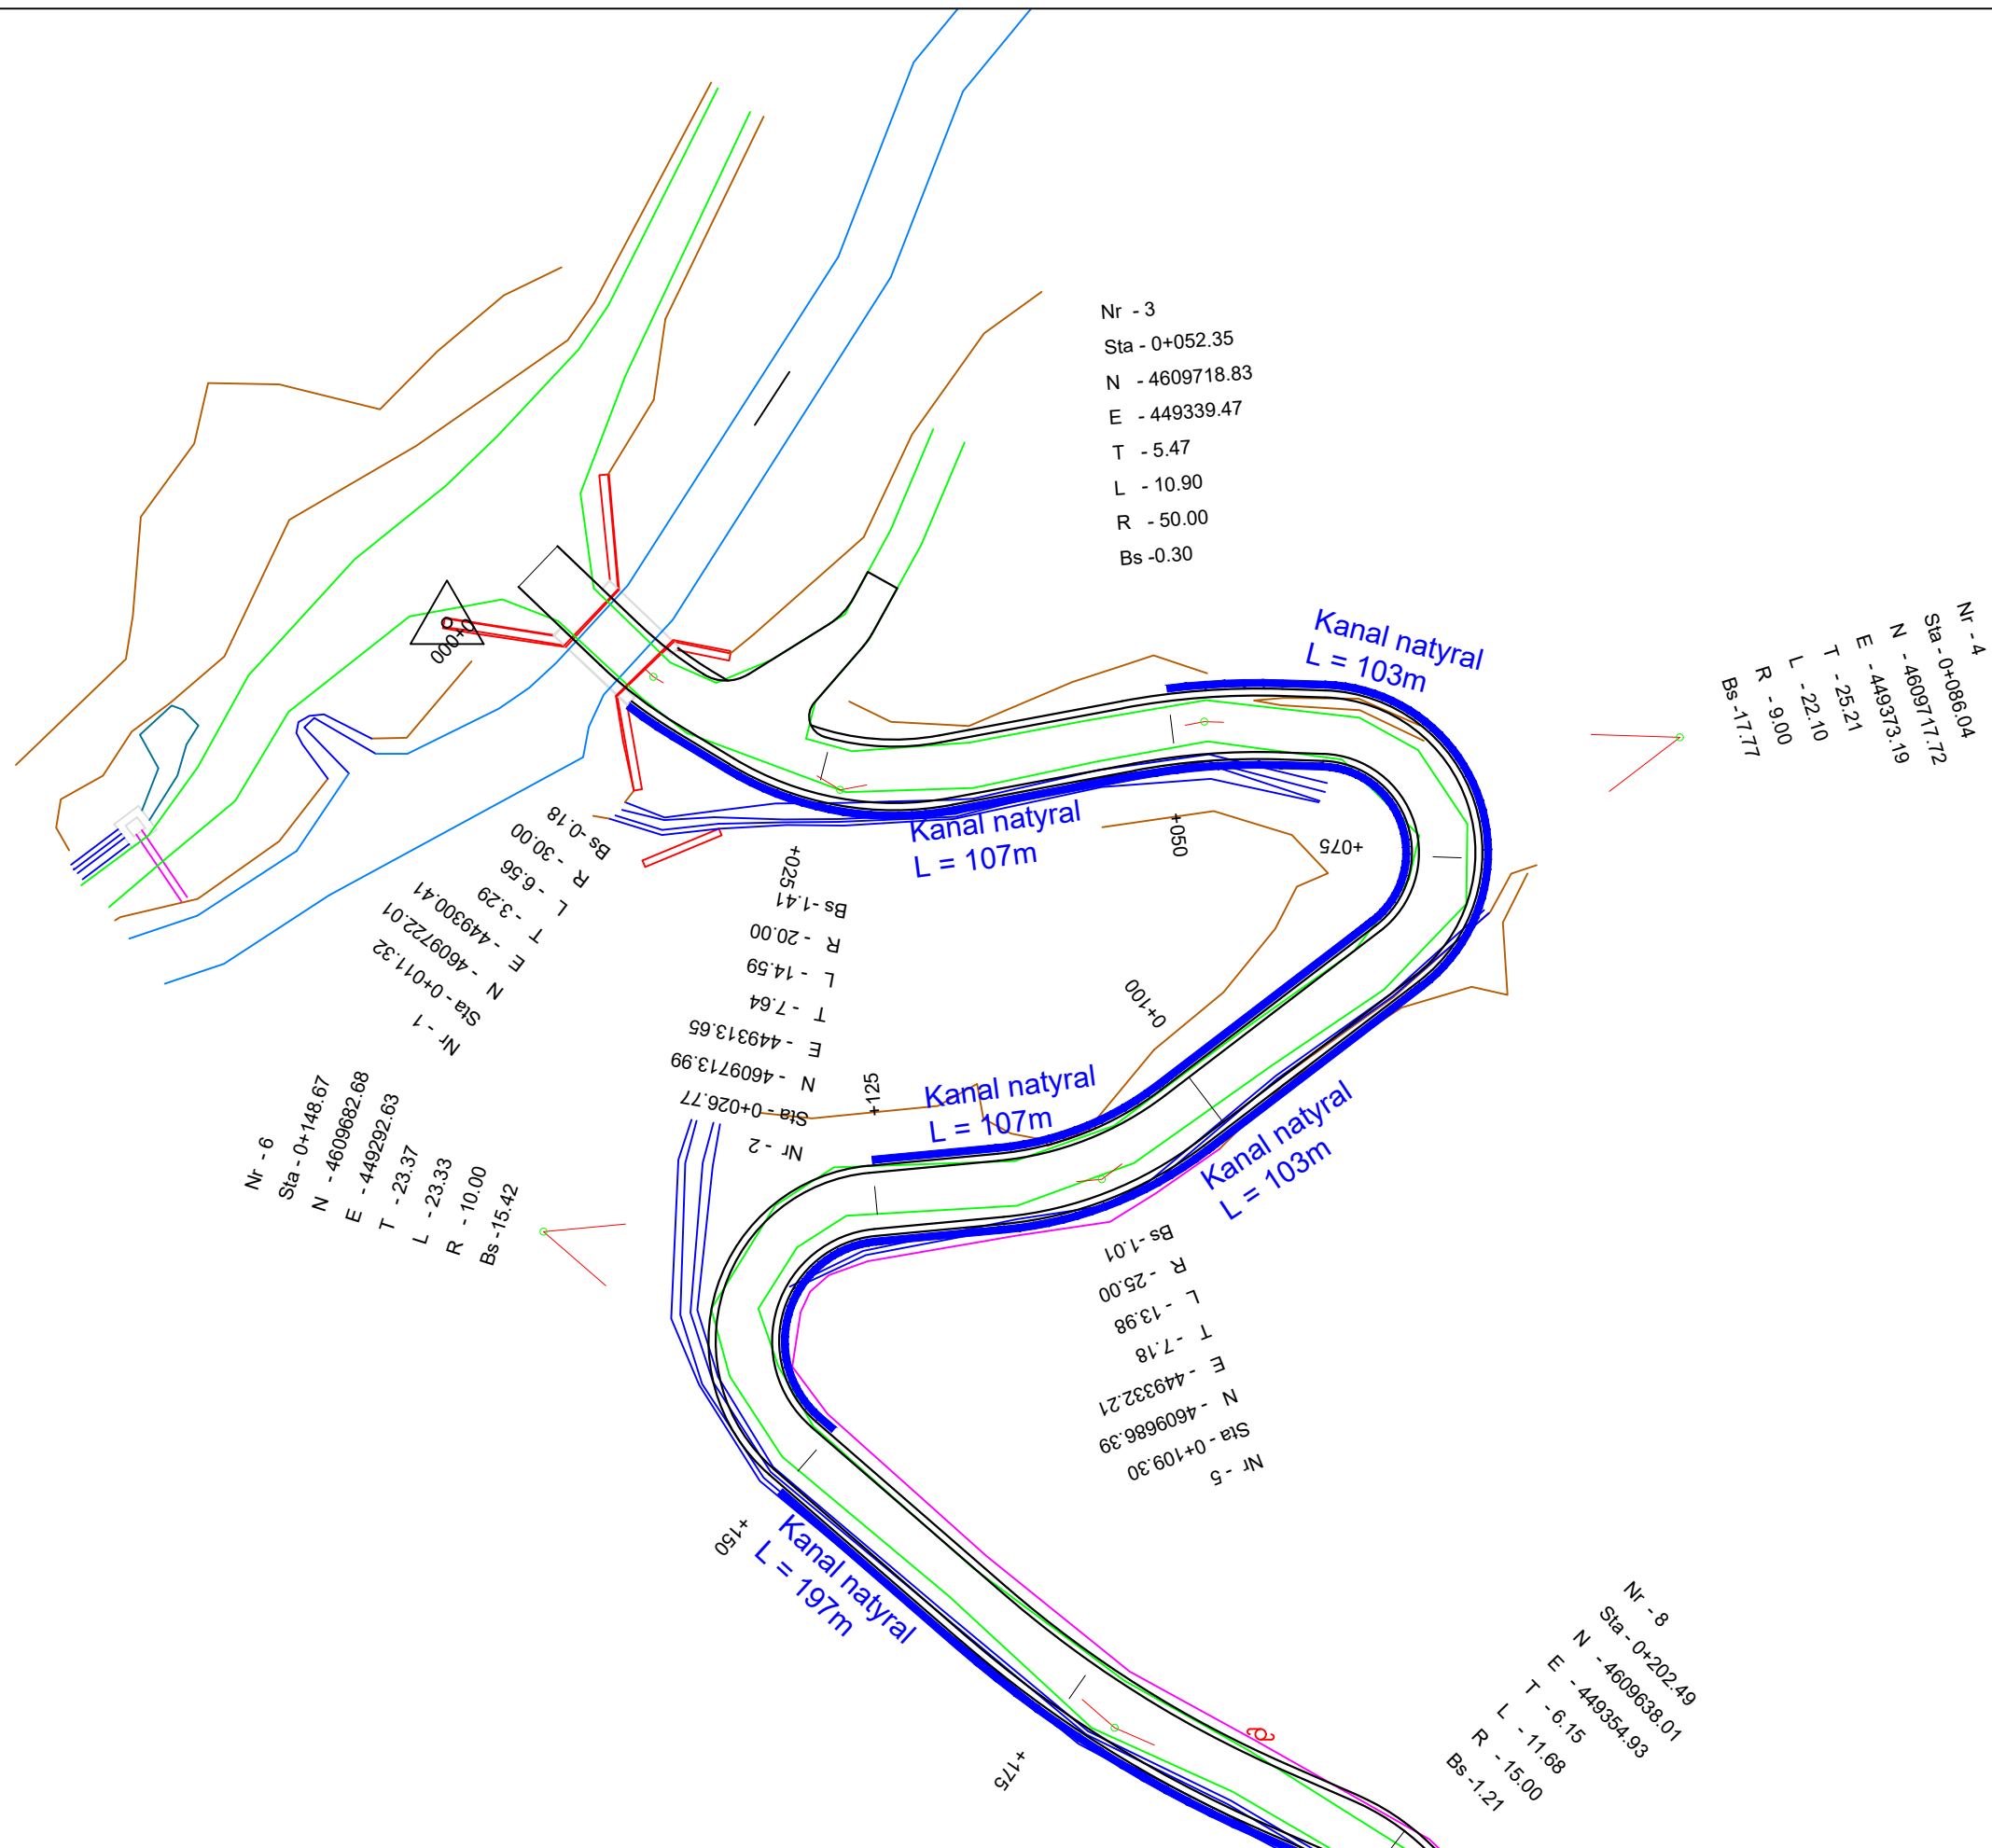 Nr - 3
Sta - 0+052.35
N - 4609718.83
E - 449339.47
T - 5.47
L - 10.90
R - 50.00
Bs -0.30
Nr - 4
Sta - 0+086.04
N - 4609717.72
E - 449373.19
T - 25.21
L - 22.10
R - 9.00
Bs -17.77
0+000
Kanal natyral
L = 103m
Kanal natyral
L = 107m
+025
+050
+075
0+100
+125
+150
+175
Nr - 1
Sta - 0+011.32
N - 4609722.01
E - 449300.41
T - 3.29
L - 6.56
R - 30.00
Bs -0.18
Nr - 2
Sta - 0+026.77
N - 4609713.99
E - 449313.65
T - 7.64
L - 14.59
R - 20.00
Bs -1.41
Kanal natyral
L = 107m
Kanal natyral
L = 103m
Nr - 6
Sta - 0+148.67
N - 4609682.68
E - 449292.63
T - 23.37
L - 23.33
R - 10.00
Bs -15.42
Nr - 5
Sta - 0+109.30
N - 4609686.39
E - 449332.21
T - 7.18
L - 13.98
R - 25.00
Bs -1.01
Kanal natyral
L = 197m
Nr - 8
Sta - 0+202.49
N - 4609638.01
E - 449354.93
T - 6.15
L - 11.68
R - 15.00
Bs -1.21